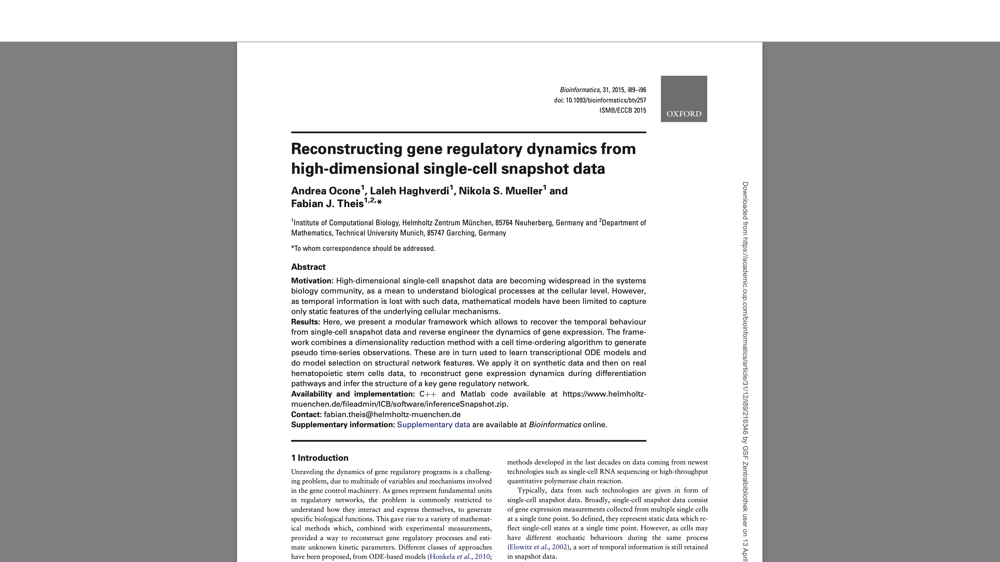 Bioinformatics, 31, 2015, i89–i96
doi: 10.1093/bioinformatics/btv257
ISMB/ECCB 2015
OXFORD
Reconstructing gene regulatory dynamics from
high-dimensional single-cell snapshot data
Andrea Ocone1, Laleh Haghverdi1, Nikola S. Mueller1 and
Fabian J. Theis1,2,*
1Institute of Computational Biology, Helmholtz Zentrum München, 85764 Neuherberg, Germany and 2Department of
Mathematics, Technical University Munich, 85747 Garching, Germany
*To whom correspondence should be addressed.
Abstract
Motivation: High-dimensional single-cell snapshot data are becoming widespread in the systems
biology community, as a mean to understand biological processes at the cellular level. However,
as temporal information is lost with such data, mathematical models have been limited to capture
only static features of the underlying cellular mechanisms.
Results: Here, we present a modular framework which allows to recover the temporal behaviour
from single-cell snapshot data and reverse engineer the dynamics of gene expression. The frame-
work combines a dimensionality reduction method with a cell time-ordering algorithm to generate
pseudo time-series observations. These are in turn used to learn transcriptional ODE models and
do model selection on structural network features. We apply it on synthetic data and then on real
hematopoietic stem cells data, to reconstruct gene expression dynamics during differentiation
pathways and infer the structure of a key gene regulatory network.
Availability and implementation: C++ and Matlab code available at https://www.helmholtz-
muenchen.de/fileadmin/ICB/software/inferenceSnapshot.zip.
Contact: fabian.theis@helmholtz-muenchen.de
Supplementary information: Supplementary data are available at Bioinformatics online.
1 Introduction
Unraveling the dynamics of gene regulatory programs is a challeng-
ing problem, due to multitude of variables and mechanisms involved
in the gene control machinery. As genes represent fundamental units
in regulatory networks, the problem is commonly restricted to
understand how they interact and express themselves, to generate
specific biological functions. This gave rise to a variety of mathemat-
ical methods which, combined with experimental measurements,
provided a way to reconstruct gene regulatory processes and esti-
mate unknown kinetic parameters. Different classes of approaches
have been proposed, from ODE-based models (Honkela et al., 2010;
methods developed in the last decades on data coming from newest
technologies such as single-cell RNA sequencing or high-throughput
quantitative polymerase chain reaction.
Typically, data from such technologies are given in form of
single-cell snapshot data. Broadly, single-cell snapshot data consist
of gene expression measurements collected from multiple single cells
at a single time point. So defined, they represent static data which re-
flect single-cell states at a single time point. However, as cells may
have different stochastic behaviours during the same process
(Elowitz et al., 2002), a sort of temporal information is still retained
in snapshot data.
Downloaded from https://academic.oup.com/bioinformatics/article/31/12/i89/216346 by GSF Zentralbibliothek user on 13 April